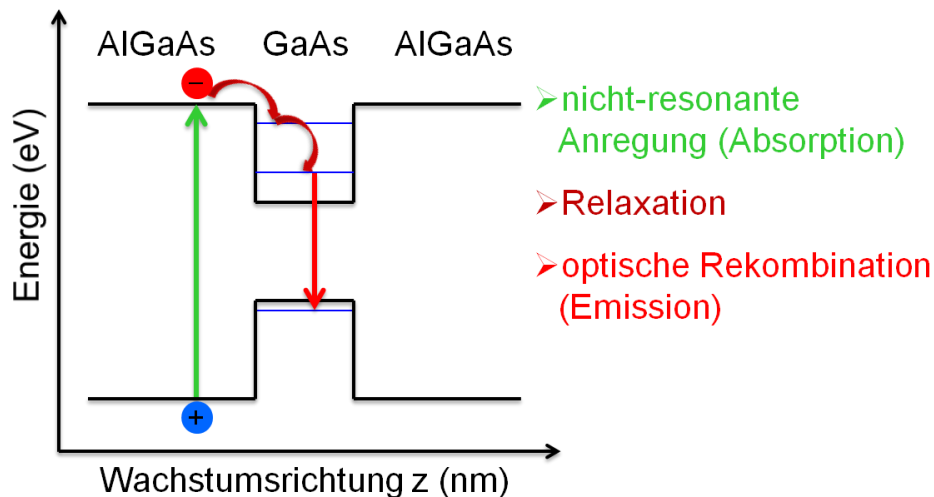 AlGaAs GaAs AlGaAs
−
Energie (eV)
+
Wachstumsrichtung z (nm)
➢nicht-resonante
Anregung (Absorption)
➢Relaxation
➢optische Rekombination
(Emission)